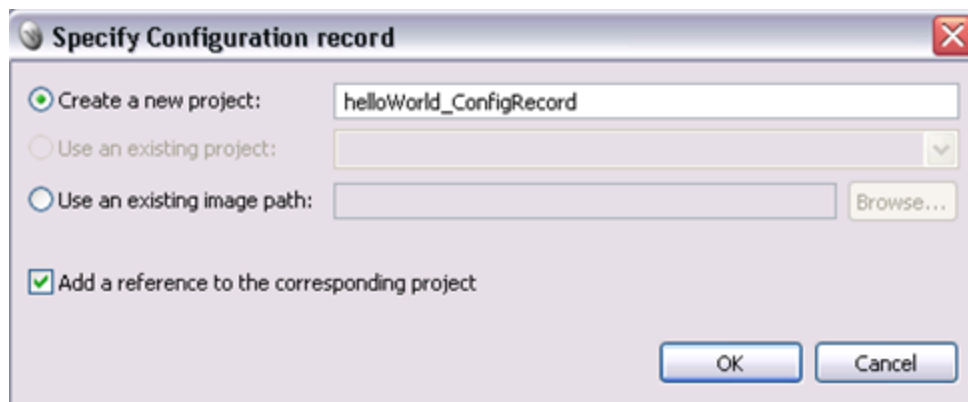 Specify Configuration record
Create a new project: helloWorld_ConfigRecord
Use an existing project:
Use an existing image path: Browse...
Add a reference to the corresponding project
OK Cancel